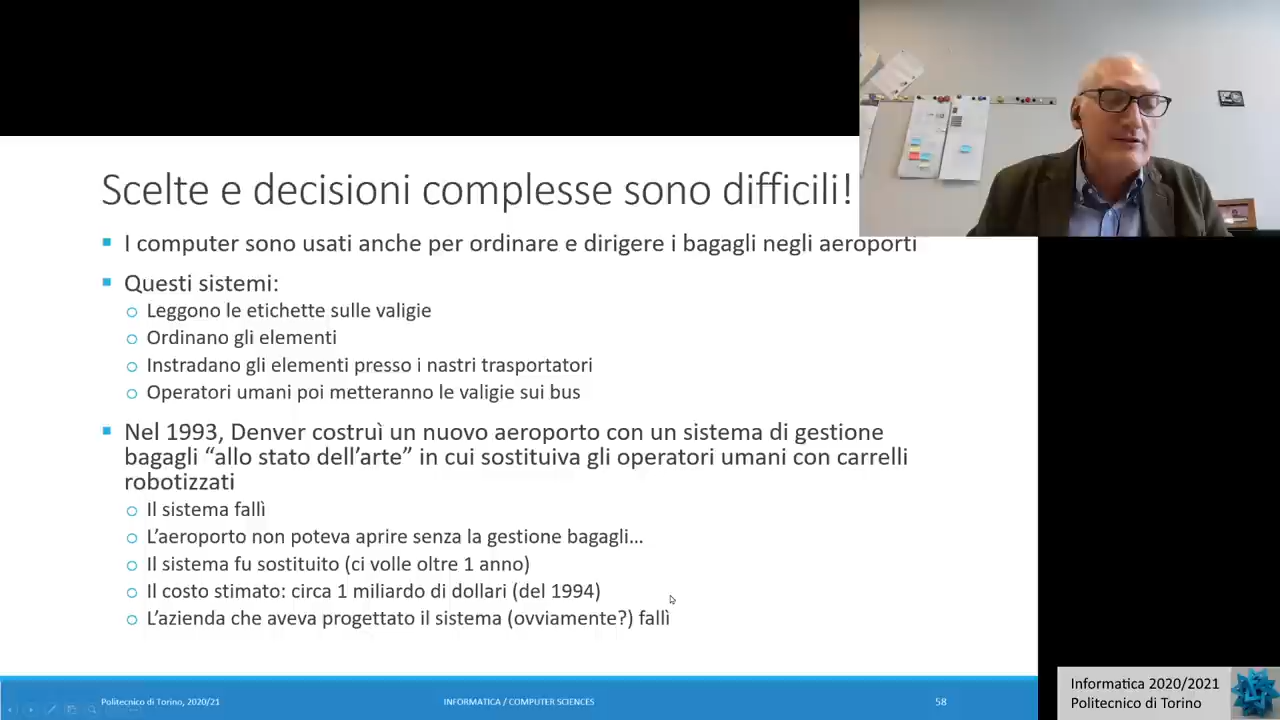 Scelte e decisioni complesse sono difficili!
I computer sono usati anche per ordinare e dirigere i bagagli negli aeroporti
Questi sistemi:
Leggono le etichette sulle valigie
Ordinano gli elementi
Instradano gli elementi presso i nastri trasportatori
Operatori umani poi metteranno le valigie sui bus
Nel 1993, Denver costruì un nuovo aeroporto con un sistema di gestione
bagagli “allo stato dell’arte” in cui sostituiva gli operatori umani con carrelli
robotizzati
Il sistema fallì
L’aeroporto non poteva aprire senza la gestione bagagli…
Il sistema fu sostituito (ci volle oltre 1 anno)
Il costo stimato: circa 1 miliardo di dollari (del 1994)
L’azienda che aveva progettato il sistema (ovviamente?) fallì
Politecnico di Torino, 2020/21
INFORMATICA / COMPUTER SCIENCES
58
Informatica 2020/2021
Politecnico di Torino